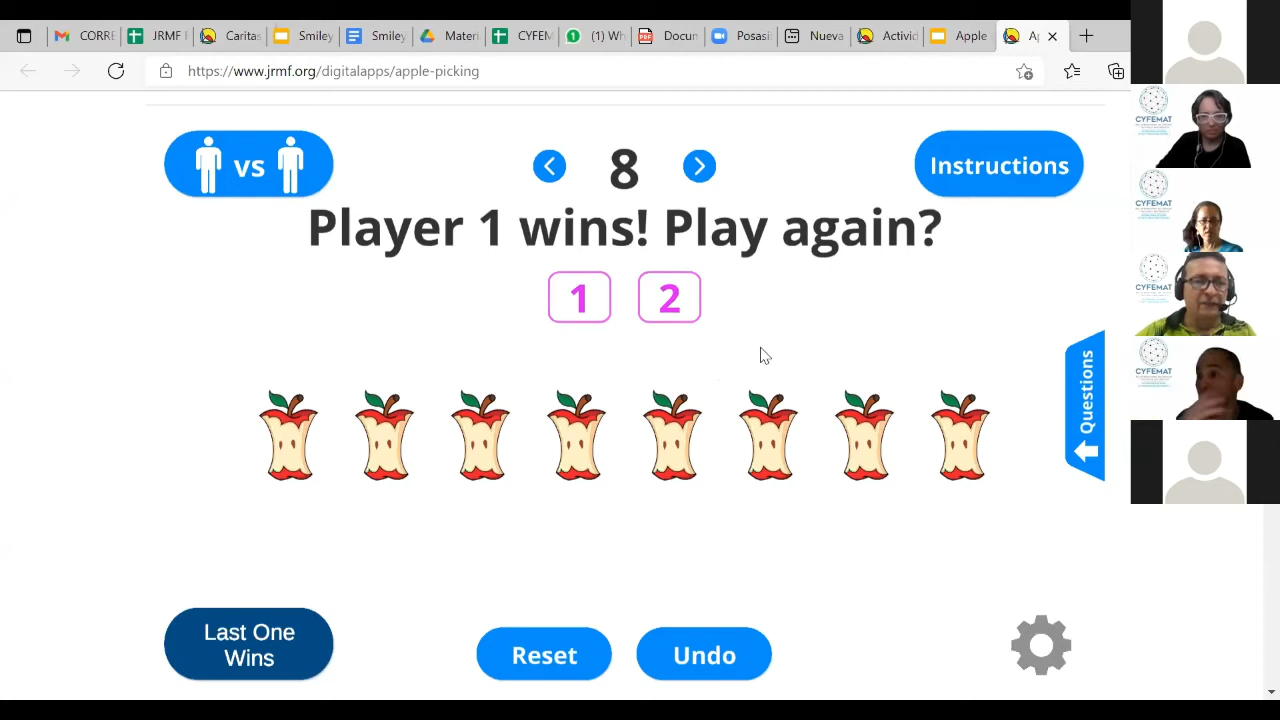 CORRE
JRMF F
Caritas
Smiley
Smiley
Materi
CYFEM
(1) Wh
Docun
Posasi
Nueva
Activid
Apple
Ap
https://www.jrmf.org/digitalapps/apple-picking
vs
8
Instructions
Player 1 wins! Play again?
1 2
Questions
Last One
Wins
Reset
Undo
CYFEMAT
CYFEMAT
CYFEMAT
CYFEMAT